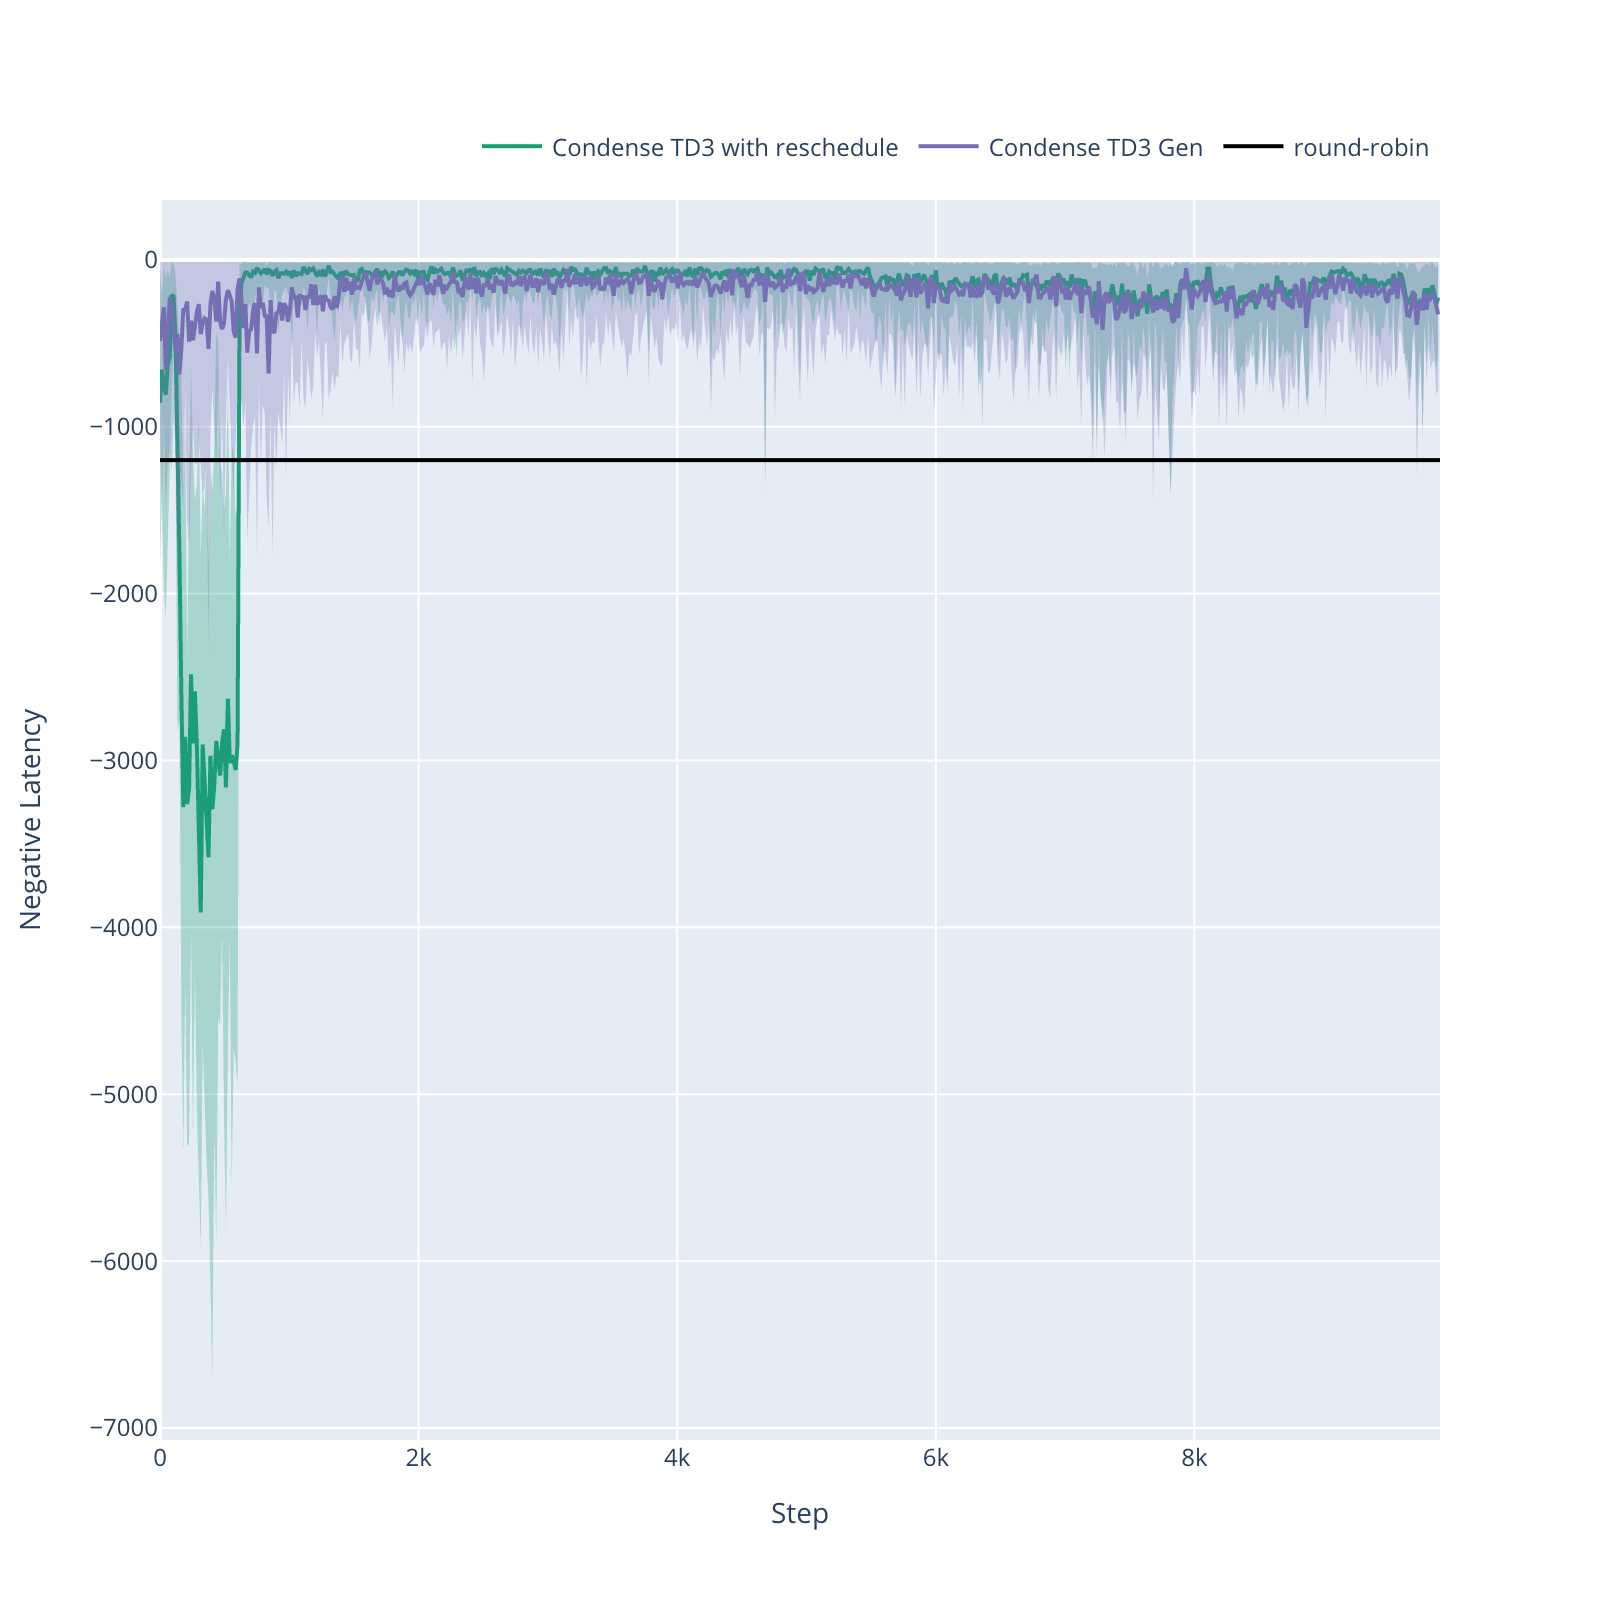 Condense TD3 with reschedule Condense TD3 Gen round-robin
0
−1000
−2000
−3000
−4000
−5000
−6000
−7000
Negative Latency
0 2k 4k 6k 8k
Step